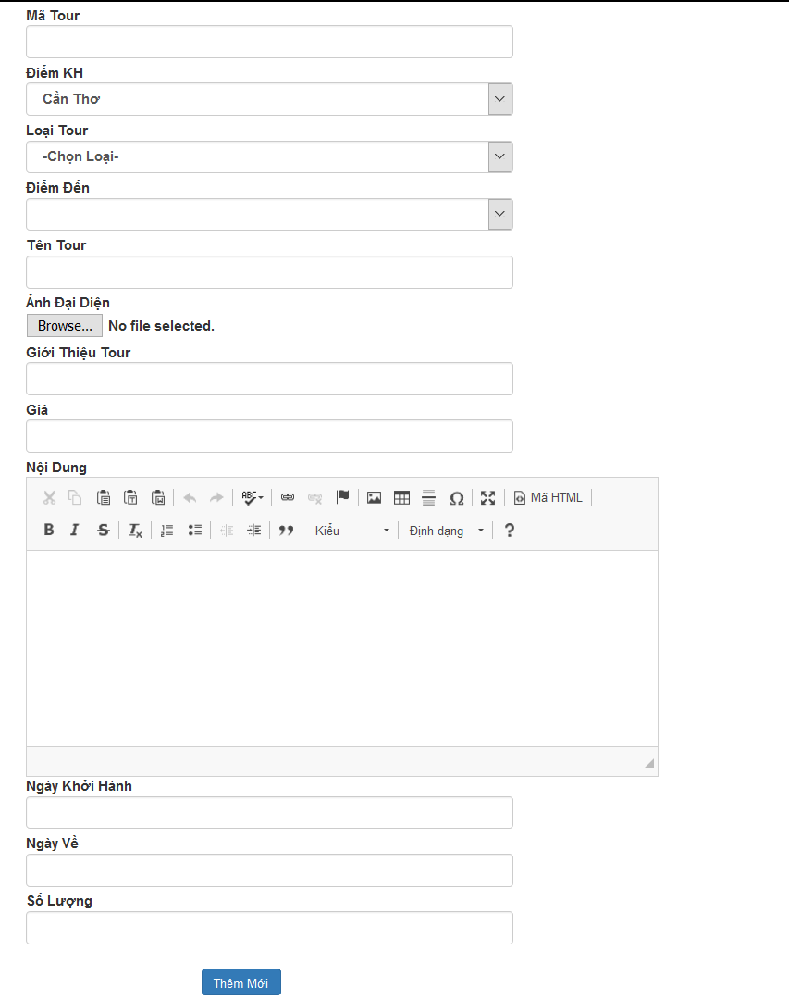 Mã Tour
Điểm KH
Cần Thơ
Loại Tour
-Chọn Loại-
Điểm Đến
Tên Tour
Ảnh Đại Diện
Browse... No file selected.
Giới Thiệu Tour
Giá
Nội Dung
ABC Ω Mã HTML
B I S Ix Kiểu Định dạng ?
Ngày Khởi Hành
Ngày Về
Số Lượng
Thêm Mới